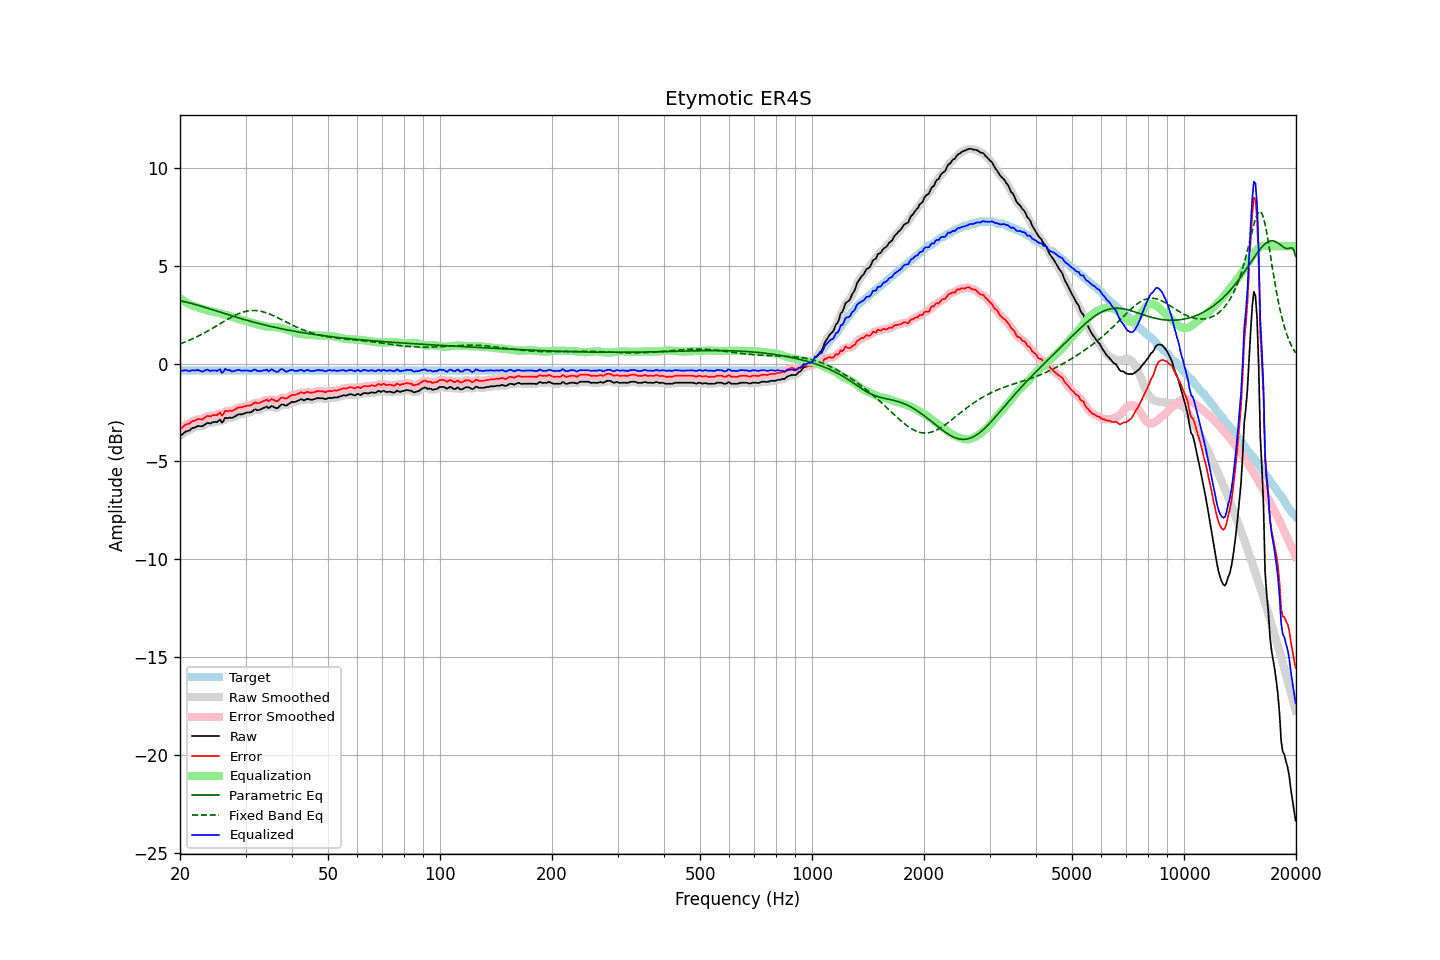 Etymotic ER4S
Amplitude (dBr)
10
5
0
−5
−10
−15
−20
−25
Target
Raw Smoothed
Error Smoothed
Raw
Error
Equalization
Parametric Eq
Fixed Band Eq
Equalized
20
50
100
200
500
1000
2000
5000
10000
20000
Frequency (Hz)